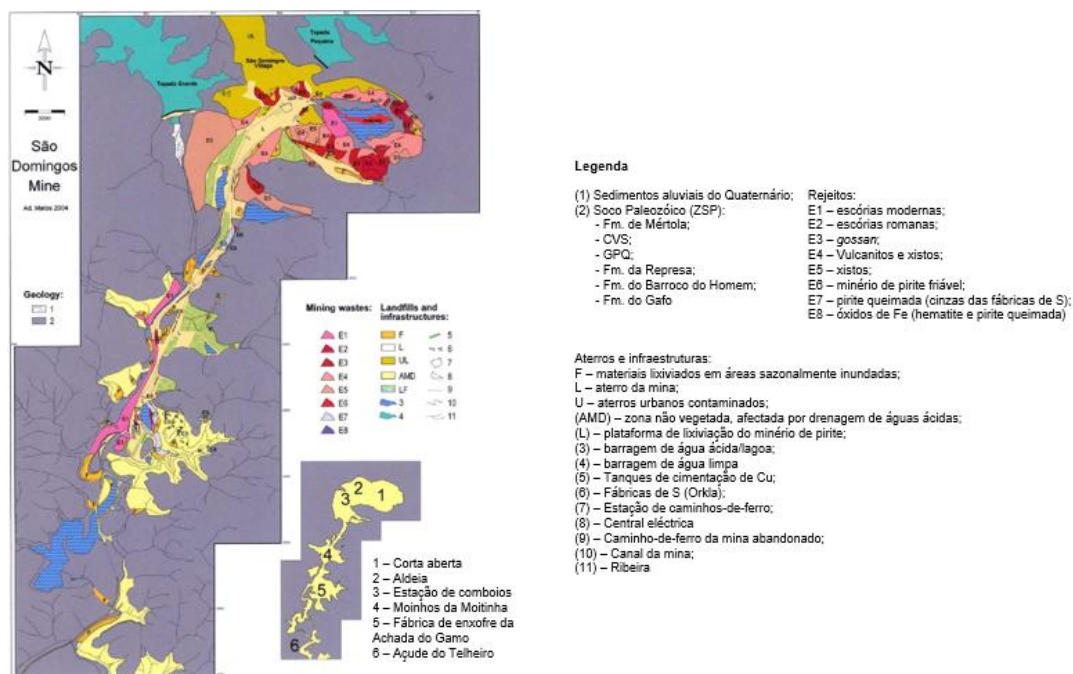 UL
Tapada
Pequena
São Domingos
Village
Tapada Grande
N
São
Domingos
Mine
Ad. Matos 2004
Geology:
1
2
Mining wastes:
E1
E2
E3
E4
E5
E6
E7
E8
Landfills and
infrastructures:
F
L
UL
AMD
LF
3
4
5
6
7
8
9
10
11
3
2
1
4
5
6
1 – Corta aberta
2 – Aldeia
3 – Estação de comboios
4 – Moinhos da Moitinha
5 – Fábrica de enxofre da
Achada do Gamo
6 – Açude do Telheiro
Legenda
(1) Sedimentos aluviais do Quaternário;
(2) Soco Paleozóico (ZSP):
- Fm. de Mértola;
- CVS;
- GPQ;
- Fm. da Represa;
- Fm. do Barroco do Homem;
- Fm. do Gafo
Rejeitos:
E1 – escórias modernas;
E2 – escórias romanas;
E3 – gossan;
E4 – Vulcanitos e xistos;
E5 – xistos;
E6 – minério de pirite friável;
E7 – pirite queimada (cinzas das fábricas de S);
E8 – óxidos de Fe (hematite e pirite queimada)
Aterros e infraestruturas:
F – materiais lixiviados em áreas sazonalmente inundadas;
L – aterro da mina;
U – aterros urbanos contaminados;
(AMD) – zona não vegetada, afectada por drenagem de águas ácidas;
(L) – plataforma de lixiviação do minério de pirite;
(3) – barragem de água ácida/lagoa;
(4) – barragem de água limpa
(5) – Tanques de cimentação de Cu;
(6) – Fábricas de S (Orkla);
(7) – Estação de caminhos-de-ferro;
(8) – Central eléctrica
(9) – Caminho-de-ferro da mina abandonado;
(10) – Canal da mina;
(11) – Ribeira